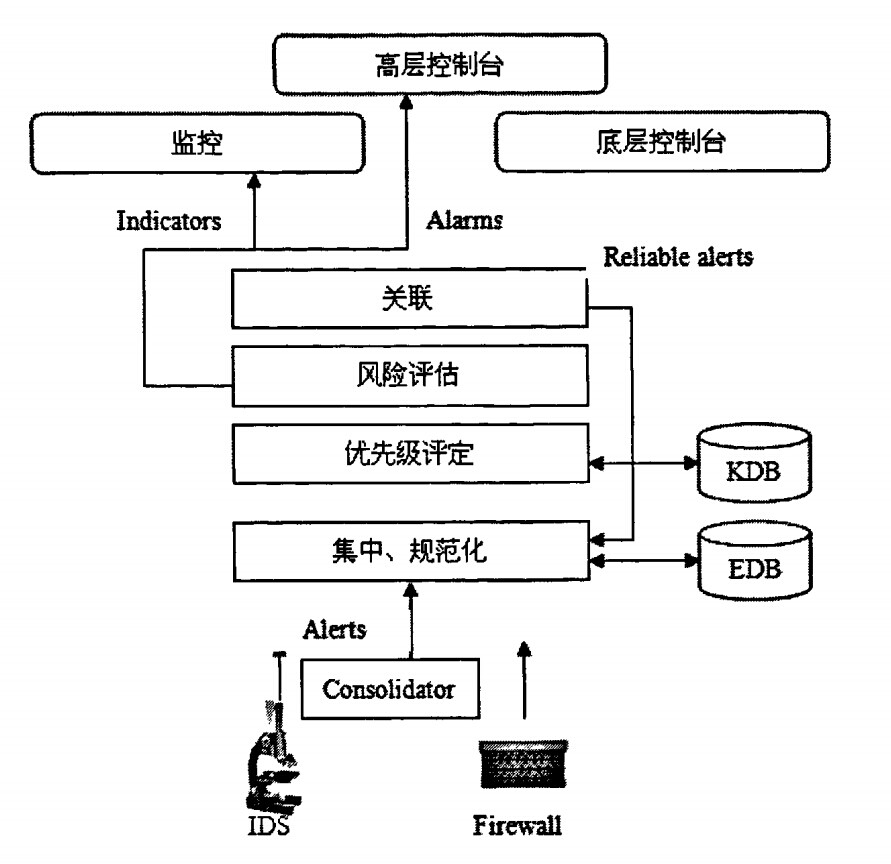 高层控制台
监控
底层控制台
Indicators
Alarms
Reliable alerts
关联
风险评估
优先级评定
KDB
集中、规范化
EDB
Alerts
Consolidator
IDS
Firewall